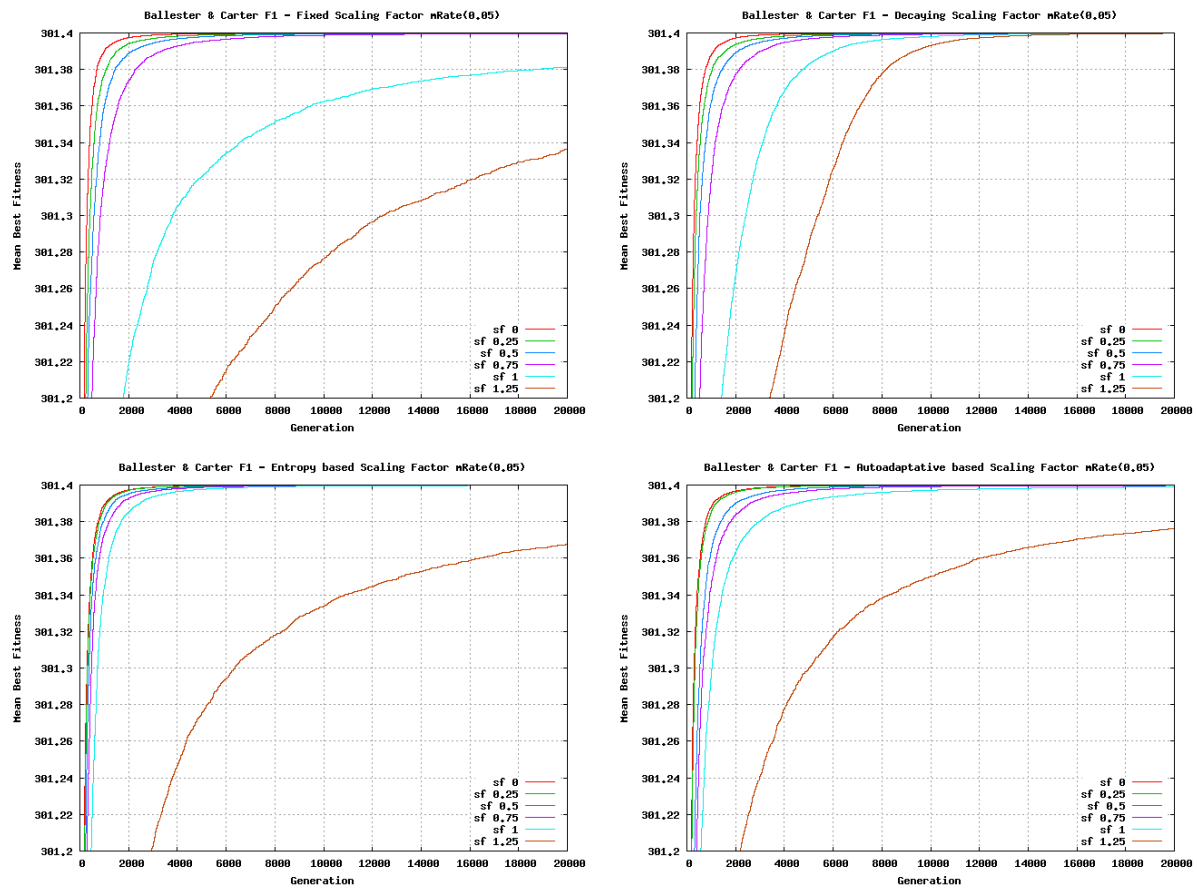 Ballester & Carter F1 - Fixed Scaling Factor mRate(0.05)
Mean Best Fitness
301.4
301.38
301.36
301.34
301.32
301.3
301.28
301.26
301.24
301.22
301.2
sf 0
sf 0.25
sf 0.5
sf 0.75
sf 1
sf 1.25
0 2000 4000 6000 8000 10000 12000 14000 16000 18000 20000
Generation
Ballester & Carter F1 - Decaying Scaling Factor mRate(0.05)
Mean Best Fitness
301.4
301.38
301.36
301.34
301.32
301.3
301.28
301.26
301.24
301.22
301.2
sf 0
sf 0.25
sf 0.5
sf 0.75
sf 1
sf 1.25
0 2000 4000 6000 8000 10000 12000 14000 16000 18000 20000
Generation
Ballester & Carter F1 - Entropy based Scaling Factor mRate(0.05)
Mean Best Fitness
301.4
301.38
301.36
301.34
301.32
301.3
301.28
301.26
301.24
301.22
301.2
sf 0
sf 0.25
sf 0.5
sf 0.75
sf 1
sf 1.25
0 2000 4000 6000 8000 10000 12000 14000 16000 18000 20000
Generation
Ballester & Carter F1 - Autoadaptative based Scaling Factor mRate(0.05)
Mean Best Fitness
301.4
301.38
301.36
301.34
301.32
301.3
301.28
301.26
301.24
301.22
301.2
sf 0
sf 0.25
sf 0.5
sf 0.75
sf 1
sf 1.25
0 2000 4000 6000 8000 10000 12000 14000 16000 18000 20000
Generation